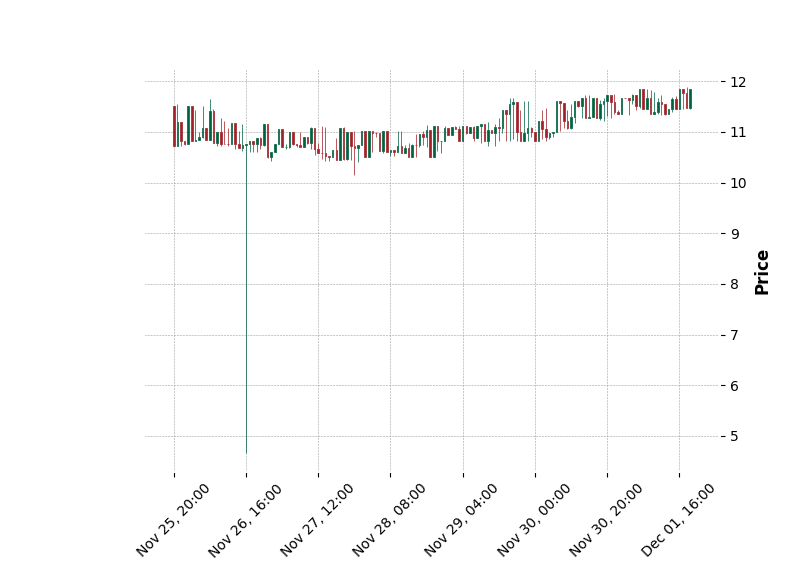 12
11
10
9
8
7
6
5
Price
Nov 25, 20:00
Nov 26, 16:00
Nov 27, 12:00
Nov 28, 08:00
Nov 29, 04:00
Nov 30, 00:00
Nov 30, 20:00
Dec 01, 16:00